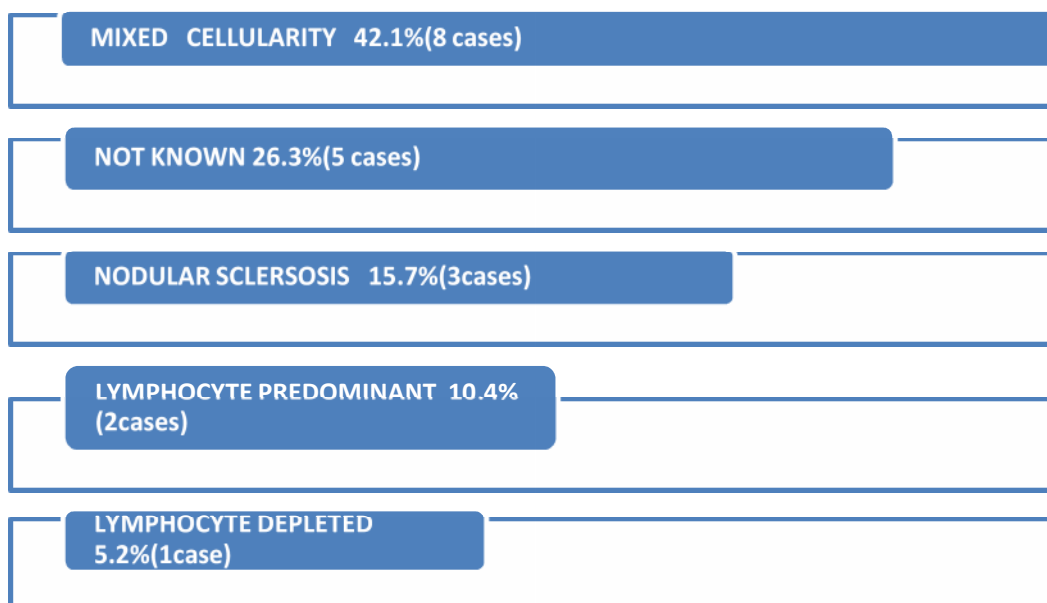 MIXED CELLULARITY 42.1%(8 cases)
NOT KNOWN 26.3%(5 cases)
NODULAR SCLERSOSIS 15.7%(3cases)
LYMPHOCYTE PREDOMINANT 10.4%
(2cases)
LYMPHOCYTE DEPLETED
5.2%(1case)